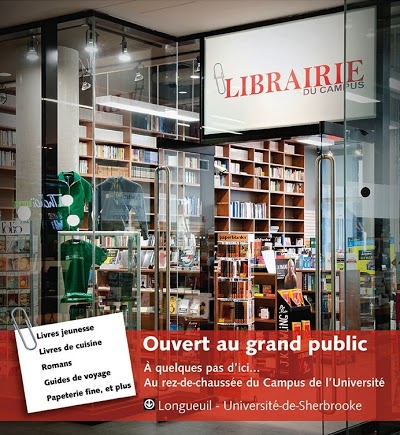 LIBRAIRIE
DU CAMPUS
paperblanks
Livres jeunesse
Livres de cuisine
Romans
Guides de voyage
Papeterie fine, et plus
Ouvert au grand public
À quelques pas d'ici...
Au rez-de-chaussée du Campus de l'Université
Longueuil - Université-de-Sherbrooke